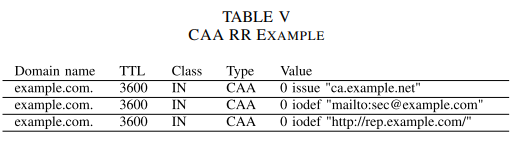 TABLE V
CAA RR EXAMPLE
Domain name TTL Class Type Value
example.com. 3600 IN CAA 0 issue "ca.example.net"
example.com. 3600 IN CAA 0 iodef "mailto:sec@example.com"
example.com. 3600 IN CAA 0 iodef "http://rep.example.com/"